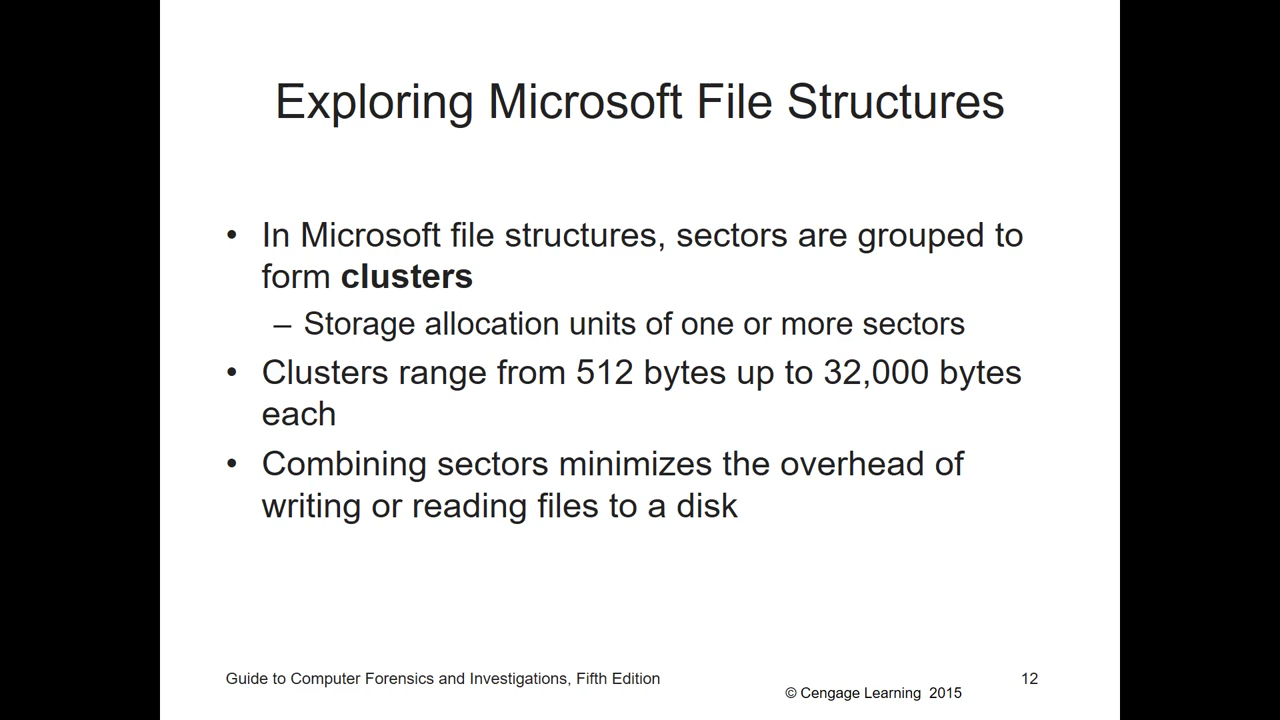 Exploring Microsoft File Structures
• In Microsoft file structures, sectors are grouped to
form clusters
– Storage allocation units of one or more sectors
• Clusters range from 512 bytes up to 32,000 bytes
each
• Combining sectors minimizes the overhead of
writing or reading files to a disk
Guide to Computer Forensics and Investigations, Fifth Edition
12
© Cengage Learning 2015